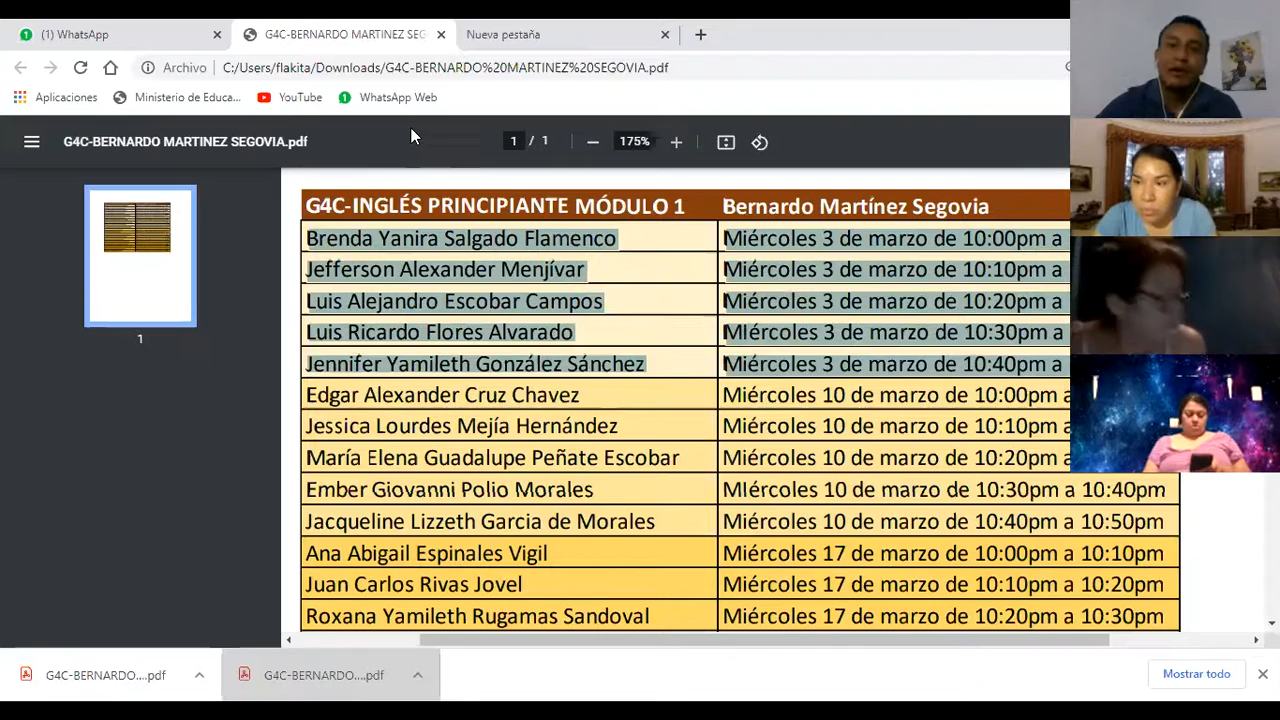 (1) WhatsApp
G4C-BERNARDO MARTINEZ SEG
Nueva pestaña
Archivo
C:/Users/flakita/Downloads/G4C-BERNARDO%20MARTINEZ%20SEGOVIA.pdf
Aplicaciones
Ministerio de Educa...
YouTube
WhatsApp Web
G4C-BERNARDO MARTINEZ SEGOVIA.pdf
1 / 1
175%
1
G4C-INGLÉS PRINCIPIANTE MÓDULO 1 Bernardo Martínez Segovia
Brenda Yanira Salgado Flamenco Miércoles 3 de marzo de 10:00pm a
Jefferson Alexander Menjívar Miércoles 3 de marzo de 10:10pm a
Luis Alejandro Escobar Campos Miércoles 3 de marzo de 10:20pm a
Luis Ricardo Flores Alvarado MIércoles 3 de marzo de 10:30pm a
Jennifer Yamileth González Sánchez Miércoles 3 de marzo de 10:40pm a
Edgar Alexander Cruz Chavez Miércoles 10 de marzo de 10:00pm a
Jessica Lourdes Mejía Hernández Miércoles 10 de marzo de 10:10pm a
María Elena Guadalupe Peñate Escobar Miércoles 10 de marzo de 10:20pm a
Ember Giovanni Polio Morales MIércoles 10 de marzo de 10:30pm a 10:40pm
Jacqueline Lizzeth Garcia de Morales Miércoles 10 de marzo de 10:40pm a 10:50pm
Ana Abigail Espinales Vigil Miércoles 17 de marzo de 10:00pm a 10:10pm
Juan Carlos Rivas Jovel Miércoles 17 de marzo de 10:10pm a 10:20pm
Roxana Yamileth Rugamas Sandoval Miércoles 17 de marzo de 10:20pm a 10:30pm
G4C-BERNARDO....pdf
G4C-BERNARDO....pdf
Mostrar todo